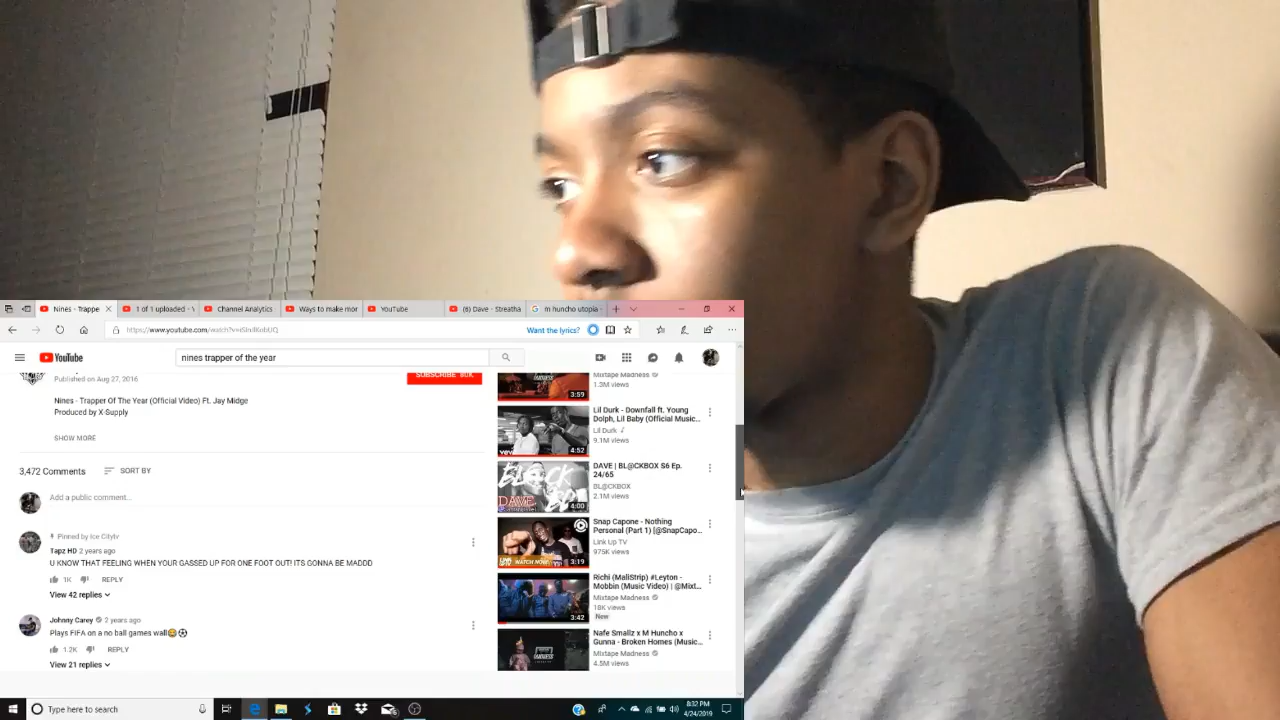 Nines - Trappe
1 of 1 uploaded -
Channel Analytics
Ways to make mor
YouTube
(6) Dave - Streatha
m huncho utopia -
Want the lyrics?
YouTube
nines trapper of the year
Published on Aug 27, 2016
SUBSCRIBE 80K
Nines - Trapper Of The Year (Official Video) Ft. Jay Midge
Produced by X-Supply
SHOW MORE
3,472 Comments
SORT BY
Add a public comment...
Pinned by Ice Citytv
Tapz HD 2 years ago
U KNOW THAT FEELING WHEN YOUR GASSED UP FOR ONE FOOT OUT! ITS GONNA BE MADDD
1K REPLY
View 42 replies
Johnny Carey 2 years ago
Plays FIFA on a no ball games wall😂⚽
1.2K REPLY
View 21 replies
Mixtape Madness
1.3M views
3:59
Lil Durk - Downfall ft. Young
Dolph, Lil Baby (Official Music...
Lil Durk
9.1M views
4:52
DAVE | BL@CKBOX S6 Ep.
24/65
BL@CKBOX
2.1M views
DAVE
4:00
Snap Capone - Nothing
Personal (Part 1) |@SnapCapo...
Link Up TV
975K views
3:19
Richi (MaliStrip) #Leyton -
Mobbin (Music Video) | @Mixt...
Mixtape Madness
18K views
New
3:42
Nafe Smallz x M Huncho x
Gunna - Broken Homes (Music...
Mixtape Madness
4.5M views
Type here to search
8:32 PM
4/24/2019